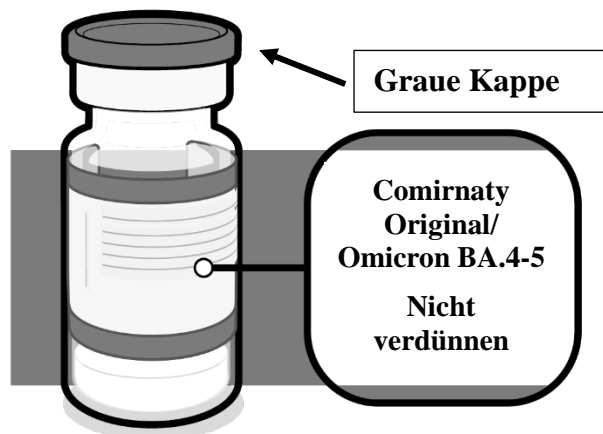 Graue Kappe
Comirnaty
Original/
Omicron BA.4-5
Nicht
verdünnen